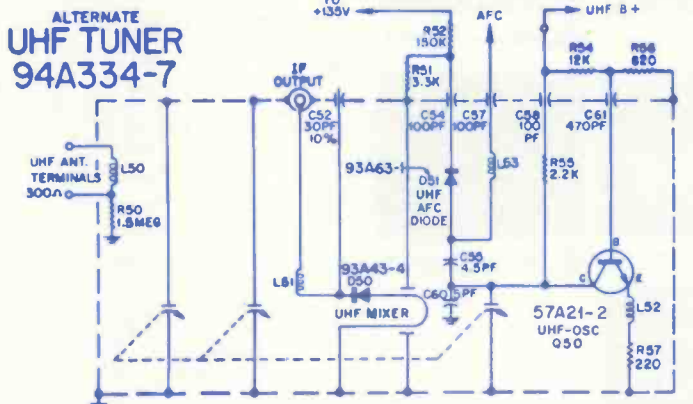 ALTERNATE
UHF TUNER
94A334-7
+135V
AFC
UHF B+
R52
150K
R54
12K
R56
820
IF
OUTPUT
R51
3.3K
C52
30PF
10%
C54
100PF
C57
100PF
C58
100
PF
C61
470PF
UHF ANT.
TERMINALS
300Ω
L50
R50
1.5MEG
93A63-
D51
UHF
AFC
DIODE
L63
R55
2.2K
C55
4.5PF
B
C
E
L61
93A43-4
D50
UHF MIXER
C60
5PF
57A21-2
UHF-OSC
Q50
L52
R57
220